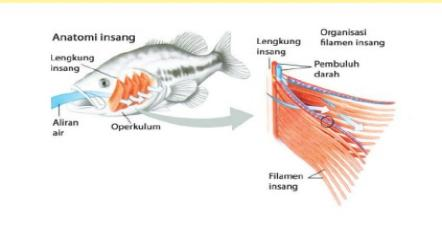 Anatomi insang
Lengkung
insang
Aliran
air
Operkulum
Lengkung
insang
Organisasi
filamen insang
Pembuluh
darah
Filamen
insang